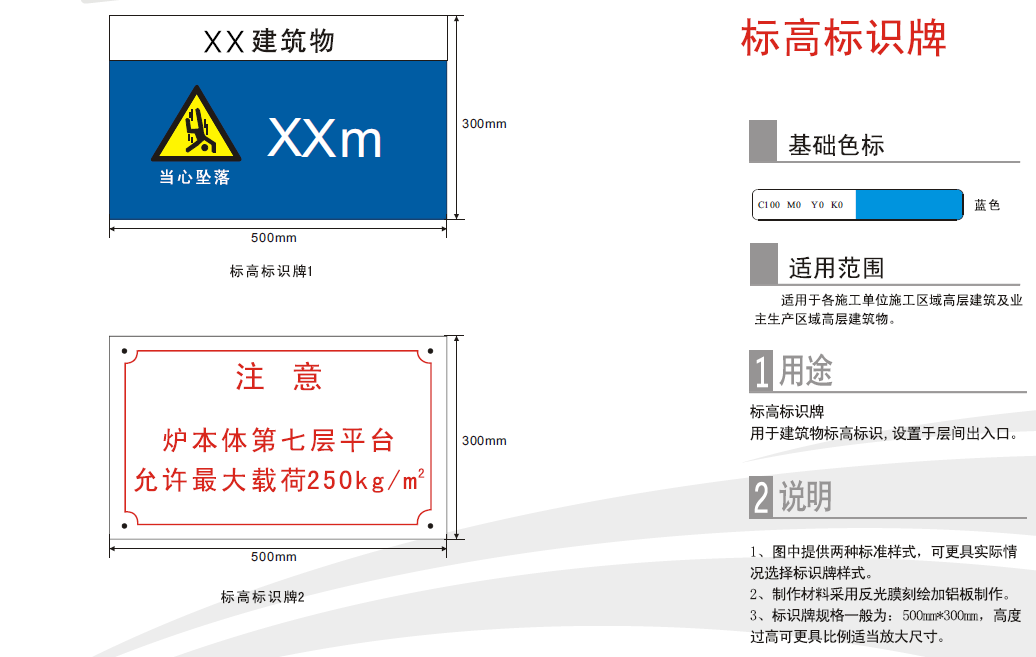 XX建筑物
XXm
当心坠落
300mm
500mm
标高标识牌1
注 意
炉本体第七层平台
允许最大载荷250kg/m²
300mm
500mm
标高标识牌2
标高标识牌
基础色标
C100 M0 Y0 K0
蓝色
适用范围
适用于各施工单位施工区域高层建筑及业
主生产区域高层建筑物。
1 用途
标高标识牌
用于建筑物标高标识,设置于层间出入口。
2 说明
1、图中提供两种标准样式，可更具实际情
况选择标识牌样式。
2、制作材料采用反光膜刻绘加铝板制作。
3、标识牌规格一般为：500mm*300mm，高度
过高可更具比例适当放大尺寸。